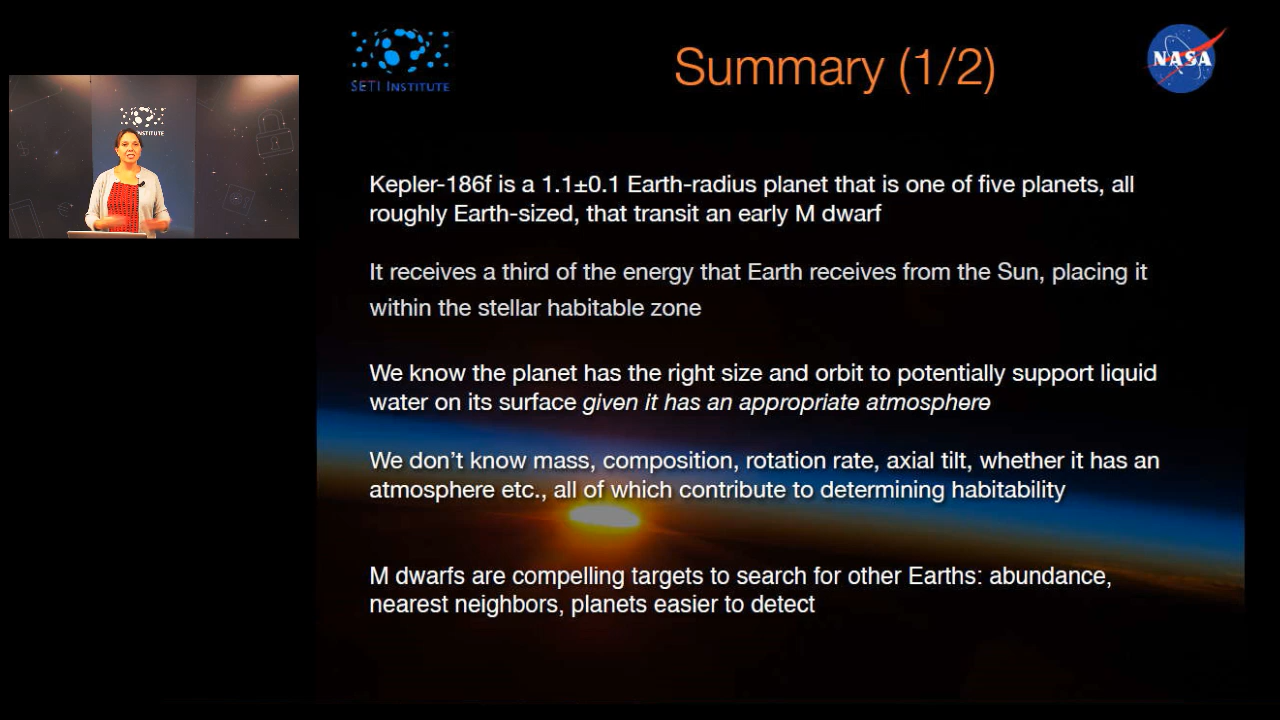 SETI INSTITUTE
Summary (1/2)
NASA
INSTITUTE
Kepler-186f is a 1.1±0.1 Earth-radius planet that is one of five planets, all
roughly Earth-sized, that transit an early M dwarf
It receives a third of the energy that Earth receives from the Sun, placing it
within the stellar habitable zone
We know the planet has the right size and orbit to potentially support liquid
water on its surface given it has an appropriate atmosphere
We don't know mass, composition, rotation rate, axial tilt, whether it has an
atmosphere etc., all of which contribute to determining habitability
M dwarfs are compelling targets to search for other Earths: abundance,
nearest neighbors, planets easier to detect